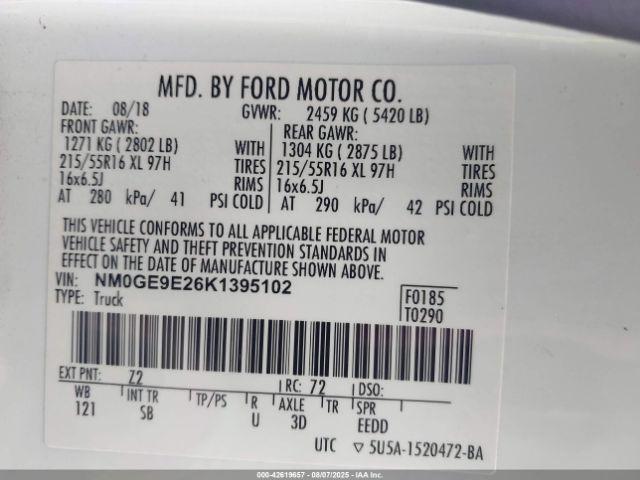 MFD. BY FORD MOTOR CO.
DATE: 08/18 GVWR: 2459 KG ( 5420 LB)
FRONT GAWR: REAR GAWR:
1271 KG ( 2802 LB) WITH 1304 KG ( 2875 LB) WITH
215/55R16 XL 97H TIRES 215/55R16 XL 97H TIRES
16x6.5J RIMS 16x6.5J RIMS
AT 280 kPa/ 41 PSI COLD AT 290 kPa/ 42 PSI COLD
THIS VEHICLE CONFORMS TO ALL APPLICABLE FEDERAL MOTOR
VEHICLE SAFETY AND THEFT PREVENTION STANDARDS IN
EFFECT ON THE DATE OF MANUFACTURE SHOWN ABOVE.
VIN: NM0GE9E26K1395102
TYPE: Truck
F0185
T0290
EXT PNT: Z2 RC: 72 DSO:
WB INT TR TP/PS R AXLE TR SPR
121 SB U 3D EEDD
UTC ▽ 5U5A-1520472-BA
000-42619657 - 08/07/2025 - IAAI.COM